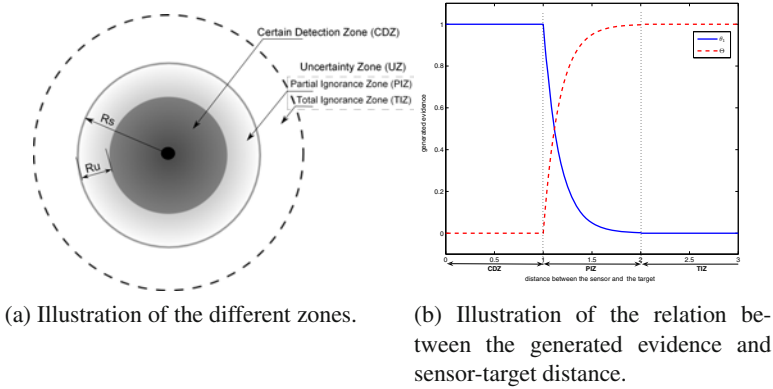 Certain Detection Zone (CDZ)
Uncertainty Zone (UZ)
Partial Ignorance Zone (PIZ)
Total Ignorance Zone (TIZ)
Rs
Ru
generated evidence
1
0.8
0.6
0.4
0.2
0
θ₁
Θ
0 0.5 1 1.5 2 2.5 3
CDZ PIZ TIZ
distance between the sensor and the target
(a) Illustration of the different zones.
(b) Illustration of the relation be-
tween the generated evidence and
sensor-target distance.